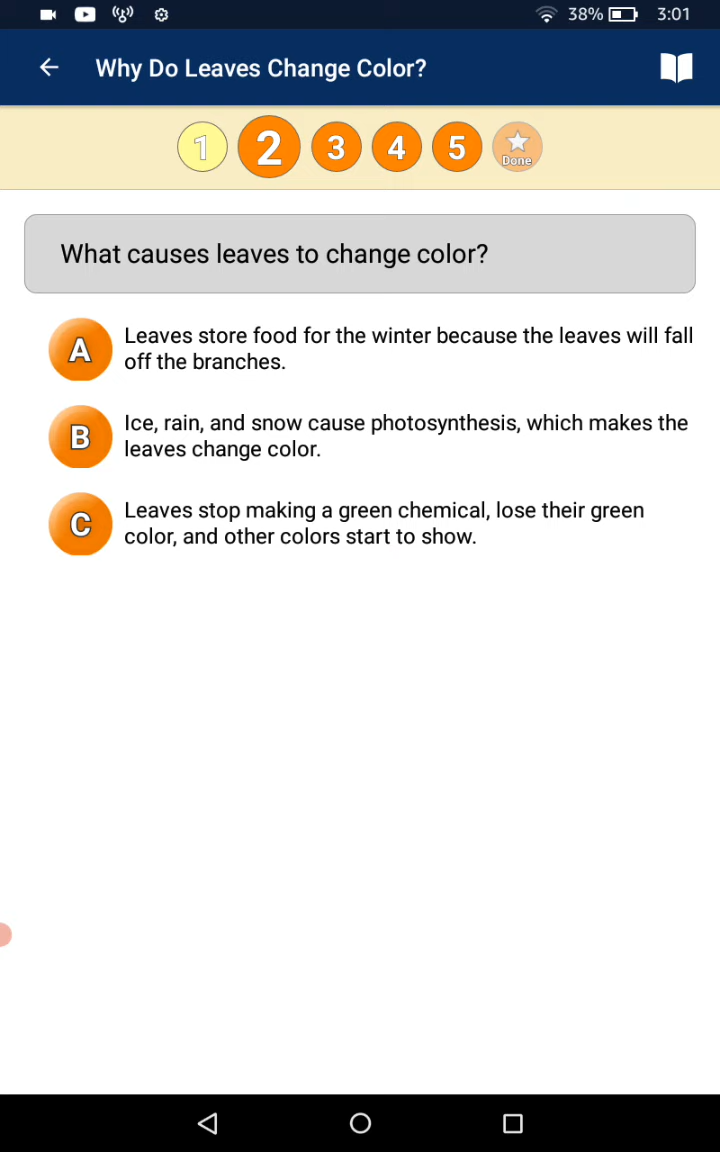 38% 3:01
Why Do Leaves Change Color?
1 2 3 4 5 Done
What causes leaves to change color?
A Leaves store food for the winter because the leaves will fall
off the branches.
B Ice, rain, and snow cause photosynthesis, which makes the
leaves change color.
C Leaves stop making a green chemical, lose their green
color, and other colors start to show.